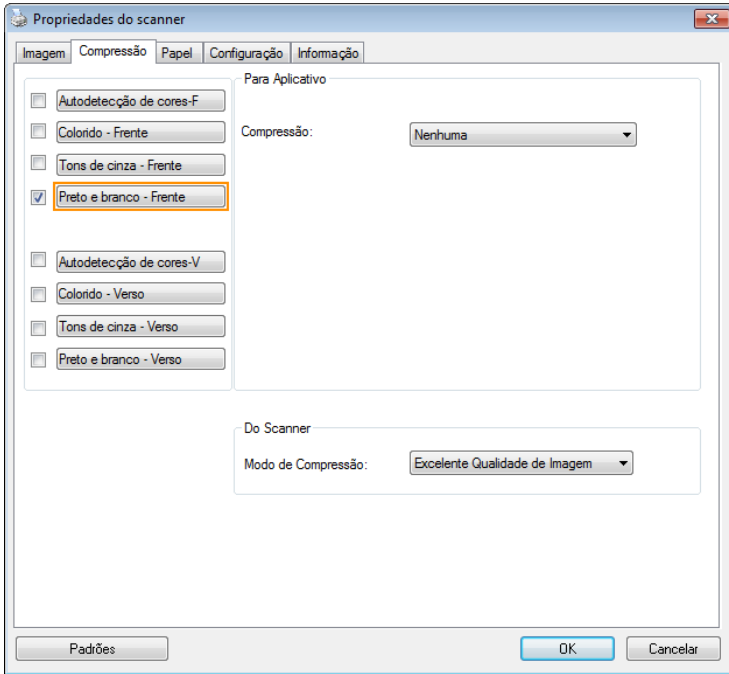 Propriedades do scanner
Imagem Compressão Papel Configuração Informação
Para Aplicativo
Autodetecção de cores-F
Colorido - Frente
Compressão: Nenhuma
Tons de cinza - Frente
Preto e branco - Frente
Autodetecção de cores-V
Colorido - Verso
Tons de cinza - Verso
Preto e branco - Verso
Do Scanner
Modo de Compressão: Excelente Qualidade de Imagem
Padrões OK Cancelar